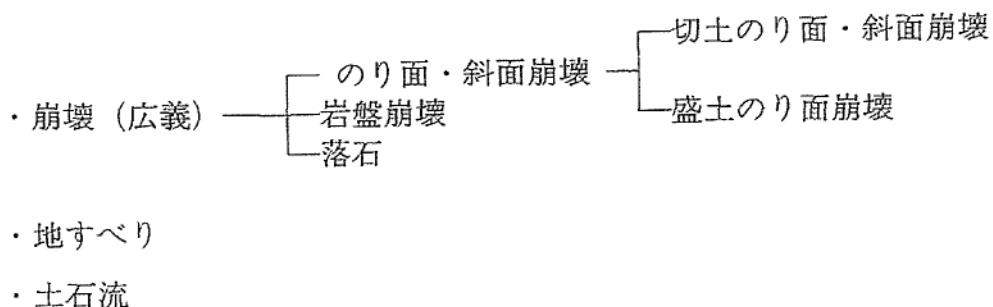 切土のり面・斜面崩壊
のり面・斜面崩壊
盛土のり面崩壊
・崩壊（広義）
岩盤崩壊
落石
・地すべり
・土石流